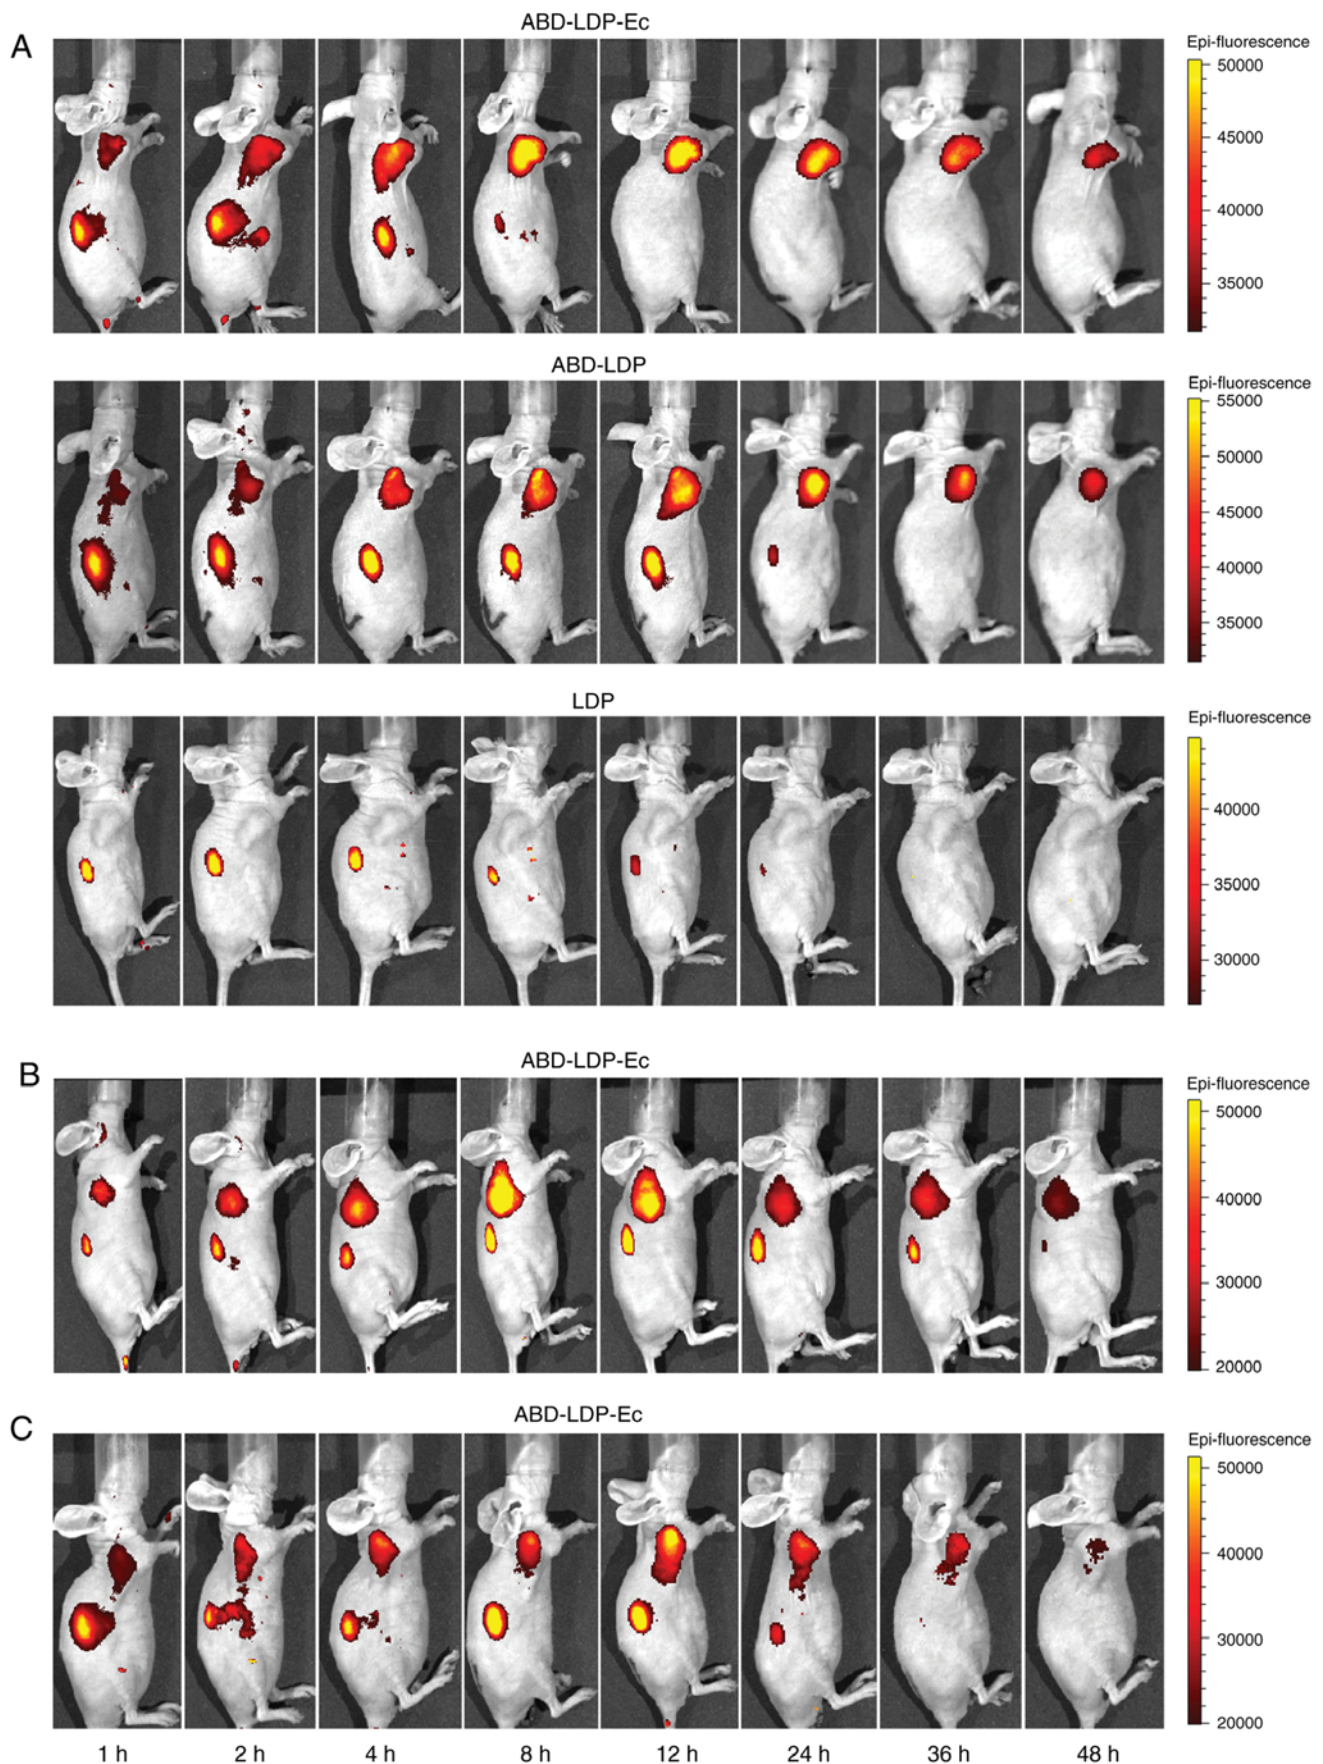 ABD-LDP-Ec
A
Epi-fluorescence
50000
45000
40000
35000
ABD-LDP
Epi-fluorescence
55000
50000
45000
40000
35000
LDP
Epi-fluorescence
40000
35000
30000
B
ABD-LDP-Ec
Epi-fluorescence
50000
40000
30000
20000
C
ABD-LDP-Ec
Epi-fluorescence
50000
40000
30000
20000
1 h 2 h 4 h 8 h 12 h 24 h 36 h 48 h